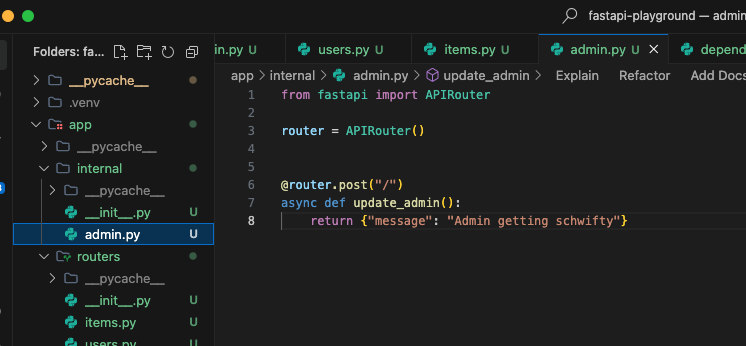 fastapi-playground — admin
Folders: fa...
__pycache__
.venv
app
__pycache__
internal
__pycache__
__init__.py U
admin.py U
routers
__pycache__
__init__.py U
items.py U
users.py U
in.py U users.py U items.py U admin.py U depend
app > internal > admin.py > update_admin > Explain Refactor Add Docs
1 from fastapi import APIRouter
2
3 router = APIRouter()
4
5
6 @router.post("/")
7 async def update_admin():
8 return {"message": "Admin getting schwifty"}